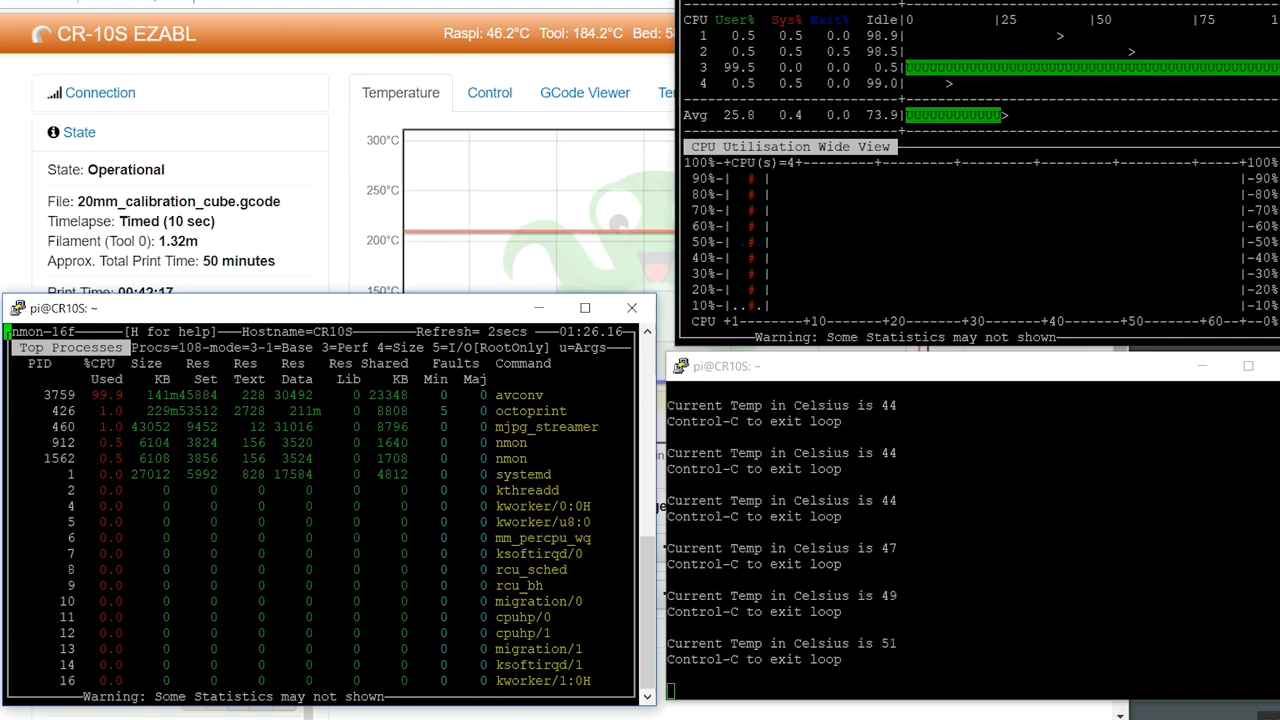 CR-10S EZABL
Raspi: 46.2°C Tool: 184.2°C Bed: 5
Connection
State
State: Operational
File: 20mm_calibration_cube.gcode
Timelapse: Timed (10 sec)
Filament (Tool 0): 1.32m
Approx. Total Print Time: 50 minutes
Print Time: 00:42:17
Temperature Control GCode Viewer Te
300°C
250°C
200°C
150°C
CPU User% Sys% Wait% Idle|0 |25 |50 |75 1
1 0.5 0.5 0.0 98.5| >
2 0.5 0.5 0.0 98.9| >
3 99.5 0.0 0.0 0.5|UUUUUUUUUUUUUUUUUUUUUUUUUUUUUUUUUUUUUUUUUUUUUUU
4 0.5 0.5 0.0 99.0| >
Avg 25.8 0.4 0.0 73.9|UUUUUUUUUUUU>
CPU Utilisation Wide View
100%-+CPU(s)=4+---------+---------+---------+---------+---------+-----+100%
90%-| # | |-90%
80%-| # | |-80%
70%-| # | |-70%
60%-| # | |-60%
50%-| .#. | |-50%
40%-| # | |-40%
30%-| # | |-30%
20%-| # | |-20%
10%-|..#.| |-10%
CPU +1--------+10-------+20-------+30-------+40-------+50-------+60--+--0%
Warning: Some Statistics may not shown
pi@CR10S: ~
nmon-16f [H for help] Hostname=CR10S Refresh= 2secs 01:26.16
Top Processes Procs=108-mode=3-1=Base 3=Perf 4=Size 5=I/O[RootOnly] u=Args
PID %CPU Size Res Res Res Res Shared Faults Command
Used KB Set Text Data Lib KB Min Maj
3759 99.9 141m45884 228 30492 0 23348 0 0 avconv
426 1.0 229m53512 2728 211m 0 8808 5 0 octoprint
460 1.0 43052 9452 12 31016 0 8796 0 0 mjpg_streamer
912 0.5 6104 3824 156 3520 0 1640 0 0 nmon
1562 0.5 6108 3856 156 3524 0 1708 0 0 nmon
1 0.0 27012 5992 828 17584 0 4812 0 0 systemd
2 0.0 0 0 0 0 0 0 0 0 kthreadd
4 0.0 0 0 0 0 0 0 0 0 kworker/0:0H
5 0.0 0 0 0 0 0 0 0 0 kworker/u8:0
6 0.0 0 0 0 0 0 0 0 0 mm_percpu_wq
7 0.0 0 0 0 0 0 0 0 0 ksoftirqd/0
8 0.0 0 0 0 0 0 0 0 0 rcu_sched
9 0.0 0 0 0 0 0 0 0 0 rcu_bh
10 0.0 0 0 0 0 0 0 0 0 migration/0
11 0.0 0 0 0 0 0 0 0 0 cpuhp/0
12 0.0 0 0 0 0 0 0 0 0 cpuhp/1
13 0.0 0 0 0 0 0 0 0 0 migration/1
14 0.0 0 0 0 0 0 0 0 0 ksoftirqd/1
16 0.0 0 0 0 0 0 0 0 0 kworker/1:0H
Warning: Some Statistics may not shown
pi@CR10S: ~
Current Temp in Celsius is 44
Control-C to exit loop
Current Temp in Celsius is 44
Control-C to exit loop
Current Temp in Celsius is 44
Control-C to exit loop
Current Temp in Celsius is 47
Control-C to exit loop
Current Temp in Celsius is 49
Control-C to exit loop
Current Temp in Celsius is 51
Control-C to exit loop